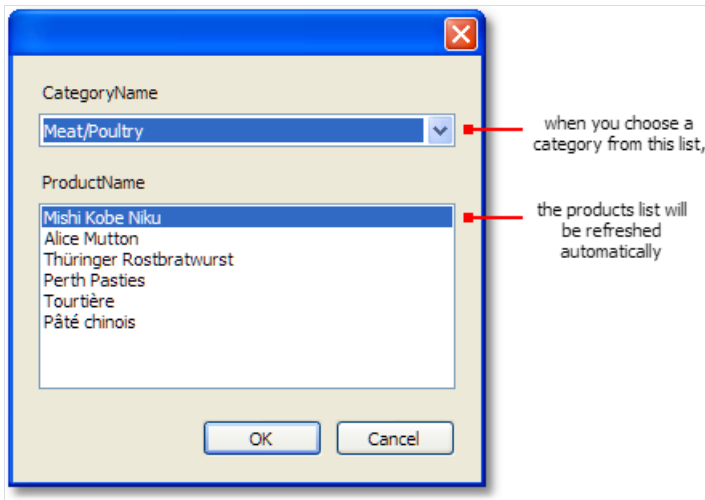 CategoryName
Meat/Poultry
when you choose a
category from this list,
ProductName
Mishi Kobe Niku
Alice Mutton
Thüringer Rostbratwurst
Perth Pasties
Tourtière
Pâté chinois
the products list will
be refreshed
automatically
OK
Cancel